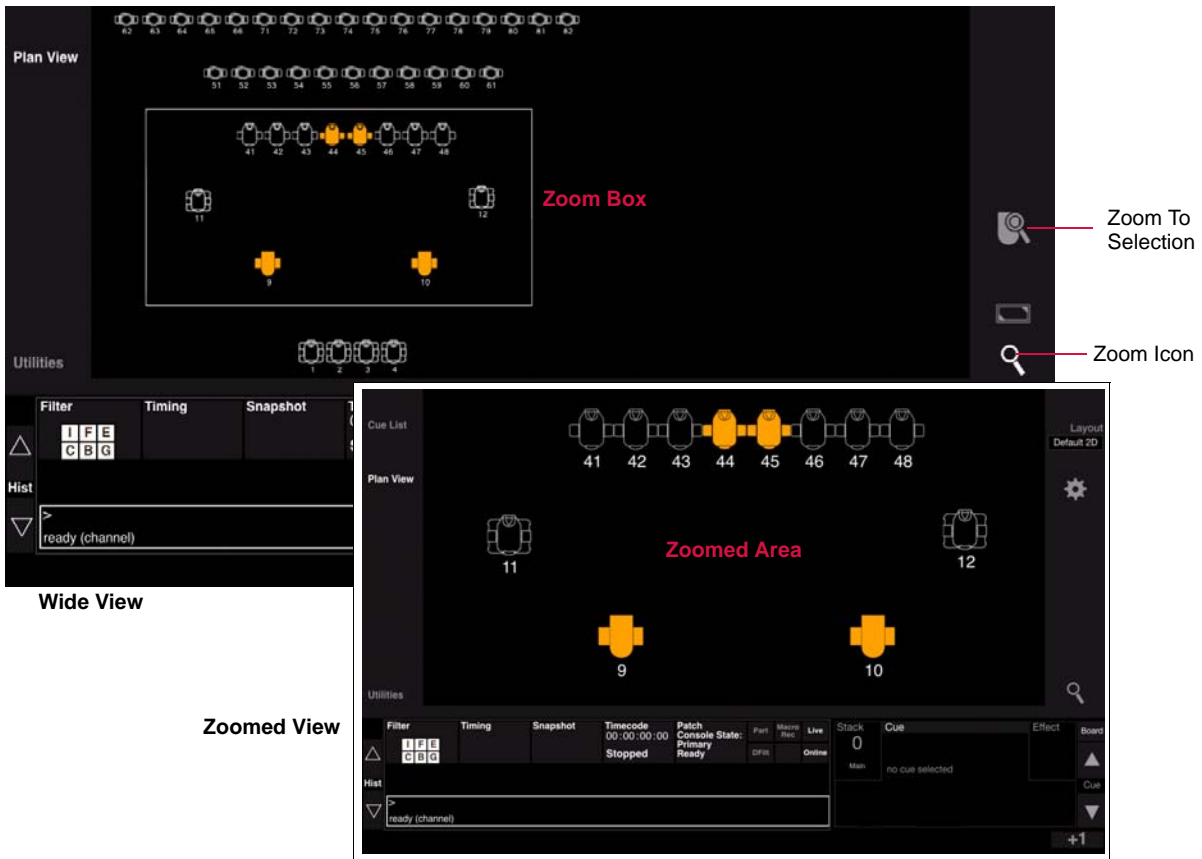 62 63 64 65 66 71 72 73 74 75 76 77 78 79 80 81 82
Plan View
51 52 53 54 55 56 57 58 59 60 61
41 42 43 44 45 46 47 48
11
12
Zoom Box
9
10
Zoom To
Selection
Zoom Icon
Utilities
1 2 3 4
Filter Timing Snapshot
I F E
C B G
Hist
>
ready (channel)
Wide View
Cue List
Layout
Default 2D
41 42 43 44 45 46 47 48
Plan View
Zoomed Area
11
12
9
10
Utilities
Zoomed View
Filter Timing Snapshot Timecode Patch
00:00:00:00 Console State:
Stopped Primary
Ready
I F E
C B G
Part Macro Rec Live
DFilt Online
Stack Cue Effect Board
0
Main
no cue selected
Hist
Cue
>
ready (channel)
+1